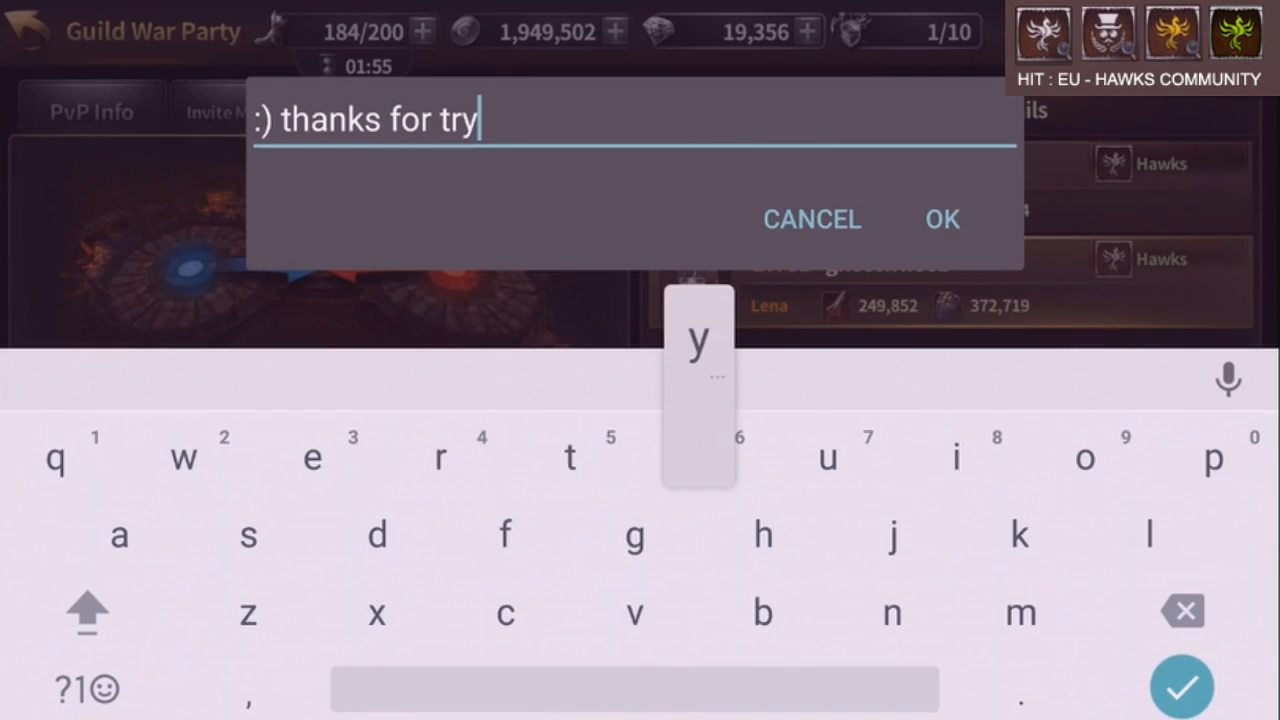 Guild War Party
184/200
1,949,502
19,356
1/10
01:55
HIT : EU - HAWKS COMMUNITY
PvP Info
Invite M
ils
:) thanks for try
Hawks
CANCEL
OK
Hawks
Lena
249,852
372,719
y
...
1 2 3 4 5 6 7 8 9 0
q w e r t u i o p
a s d f g h j k l
z x c v b n m
?1☺ , .